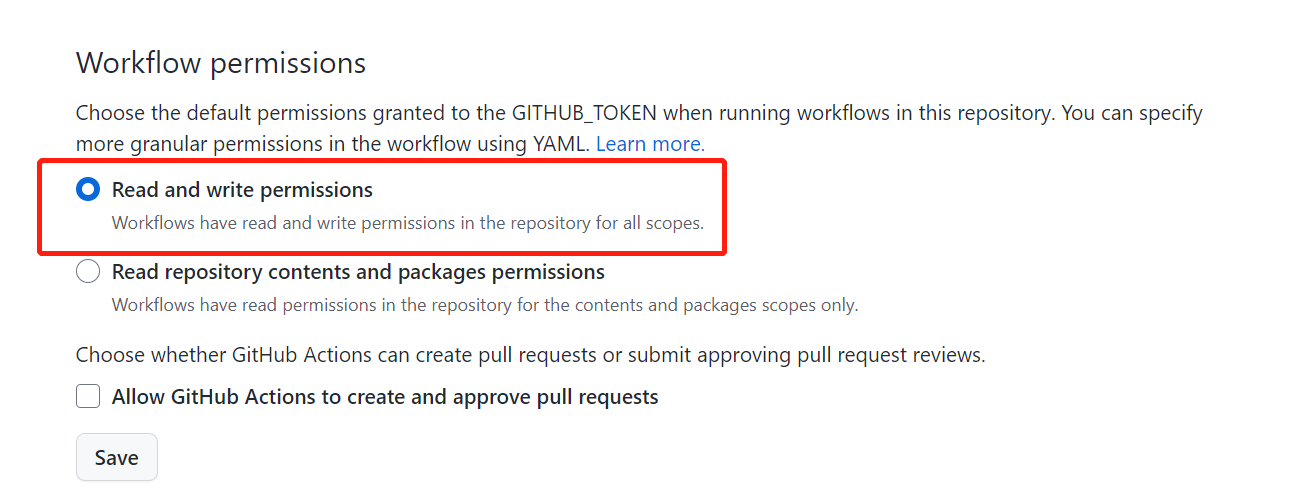 Workflow permissions
Choose the default permissions granted to the GITHUB_TOKEN when running workflows in this repository. You can specify
more granular permissions in the workflow using YAML. Learn more.
Read and write permissions
Workflows have read and write permissions in the repository for all scopes.
Read repository contents and packages permissions
Workflows have read permissions in the repository for the contents and packages scopes only.
Choose whether GitHub Actions can create pull requests or submit approving pull request reviews.
Allow GitHub Actions to create and approve pull requests
Save